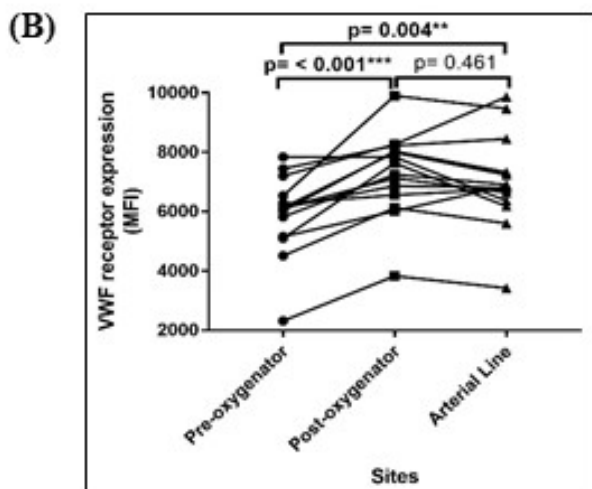 (B)
p= 0.004**
p= < 0.001***
p= 0.461
VWF receptor expression
(MFI)
10000
8000
6000
4000
2000
Pre-oxygenator
Post-oxygenator
Arterial Line
Sites